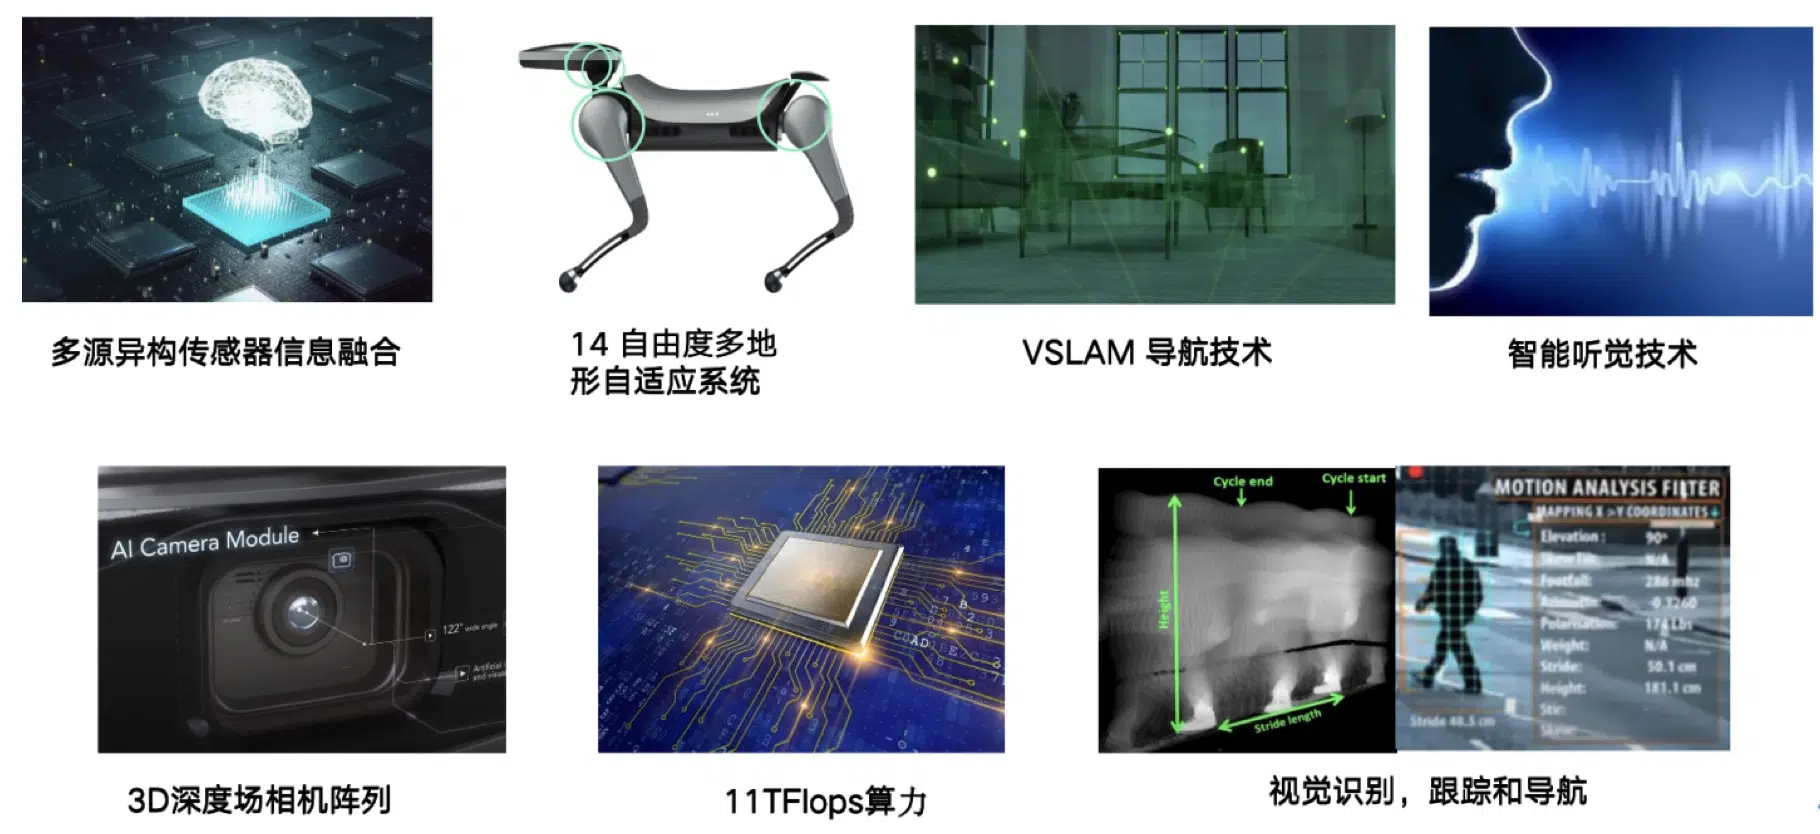 多源异构传感器信息融合
14 自由度多地
形自适应系统
VSLAM 导航技术
智能听觉技术
AI Camera Module
122° wide angle
Artificial
3D深度场相机阵列
11TFlops算力
Cycle end
Cycle start
Height
Stride length
MOTION ANALYSIS FILTER
MAPPING X >Y COORDINATES
Elevation : 90°
N/A
Footfall: 286 mhz
Azimuth: -0.3260
Polarisation: 174 Lbs
Weight: N/A
Stride: 50.1 cm
Height: 181.1 cm
Stride 48.5 cm
视觉识别，跟踪和导航